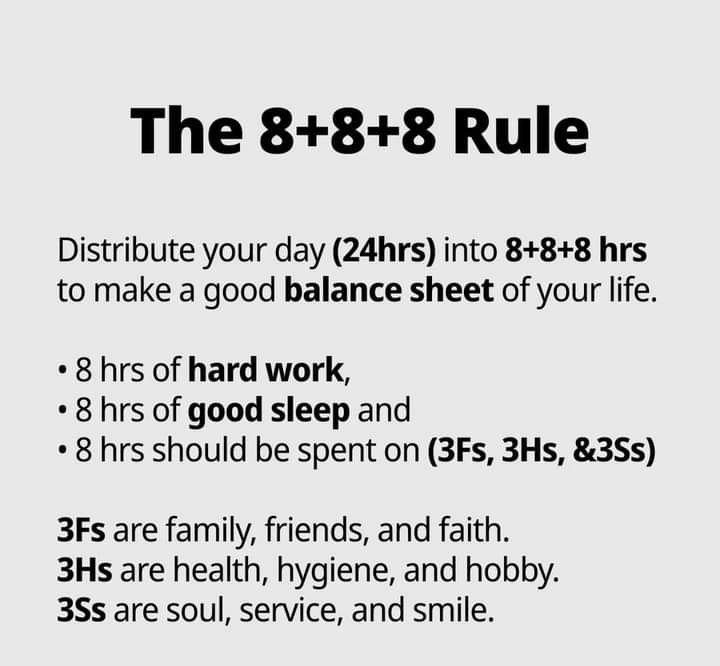 The 8+8+8 Rule
Distribute your day (24hrs) into 8+8+8 hrs
to make a good balance sheet of your life.
• 8 hrs of hard work,
• 8 hrs of good sleep and
• 8 hrs should be spent on (3Fs, 3Hs, &3Ss)
3Fs are family, friends, and faith.
3Hs are health, hygiene, and hobby.
3Ss are soul, service, and smile.